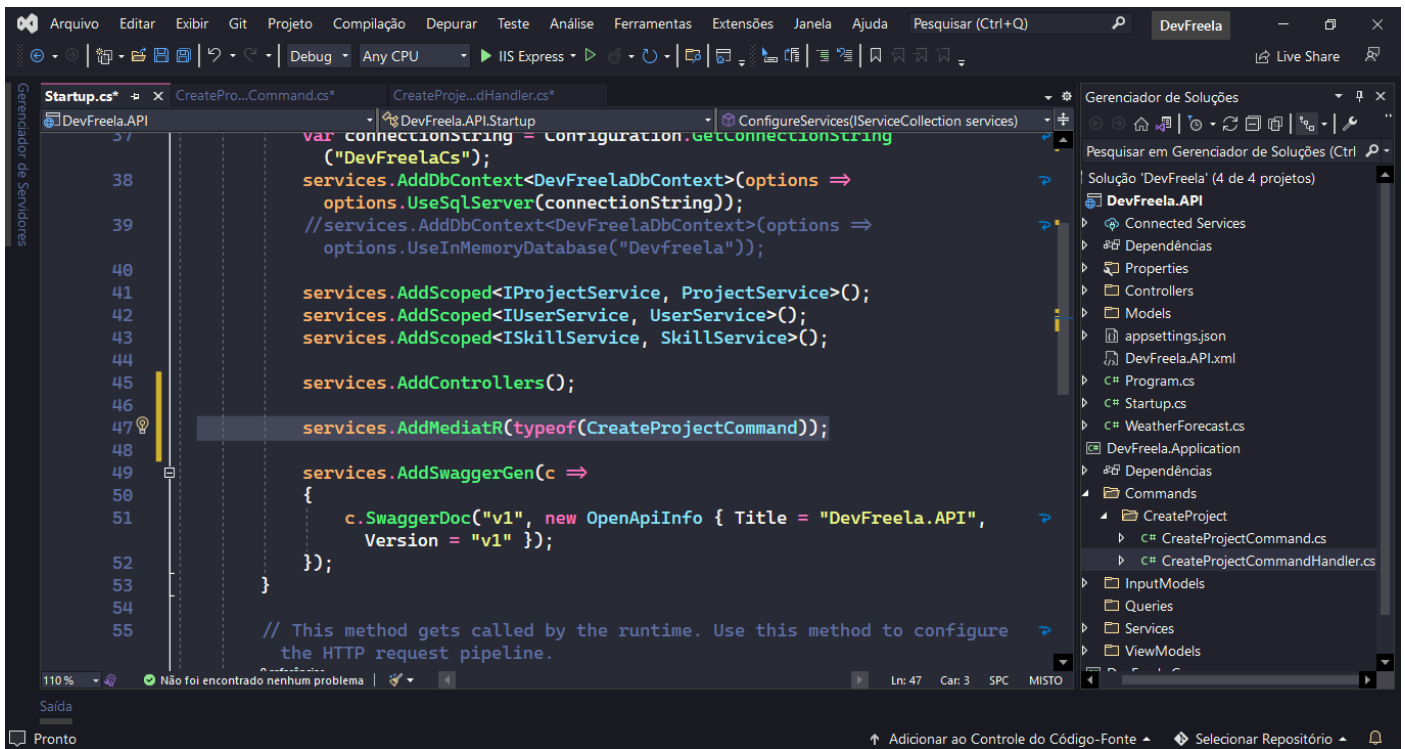 Arquivo Editar Exibir Git Projeto Compilação Depurar Teste Análise Ferramentas Extensões Janela Ajuda Pesquisar (Ctrl+Q) DevFreela
Debug Any CPU IIS Express Live Share
Gerenciador de Servidores
Startup.cs* CreatePro...Command.cs* CreateProje...dHandler.cs*
DevFreela.API DevFreela.API.Startup ConfigureServices(IServiceCollection services)
37 var connectionString = Configuration.GetConnectionString
("DevFreelaCs");
38 services.AddDbContext<DevFreelaDbContext>(options =>
options.UseSqlServer(connectionString));
39 //services.AddDbContext<DevFreelaDbContext>(options =>
options.UseInMemoryDatabase("Devfreela"));
40
41 services.AddScoped<IProjectService, ProjectService>();
42 services.AddScoped<IUserService, UserService>();
43 services.AddScoped<ISkillService, SkillService>();
44
45 services.AddControllers();
46
47 services.AddMediatR(typeof(CreateProjectCommand));
48
49 services.AddSwaggerGen(c =>
50 {
51 c.SwaggerDoc("v1", new OpenApiInfo { Title = "DevFreela.API",
Version = "v1" });
52 });
53 }
54
55 // This method gets called by the runtime. Use this method to configure
the HTTP request pipeline.
110 % Não foi encontrado nenhum problema Ln: 47 Car: 3 SPC MISTO
Gerenciador de Soluções
Pesquisar em Gerenciador de Soluções (Ctrl
Solução 'DevFreela' (4 de 4 projetos)
DevFreela.API
Connected Services
Dependências
Properties
Controllers
Models
appsettings.json
DevFreela.API.xml
C# Program.cs
C# Startup.cs
C# WeatherForecast.cs
DevFreela.Application
Dependências
Commands
CreateProject
C# CreateProjectCommand.cs
C# CreateProjectCommandHandler.cs
InputModels
Queries
Services
ViewModels
Saída
Pronto Adicionar ao Controle do Código-Fonte Selecionar Repositório